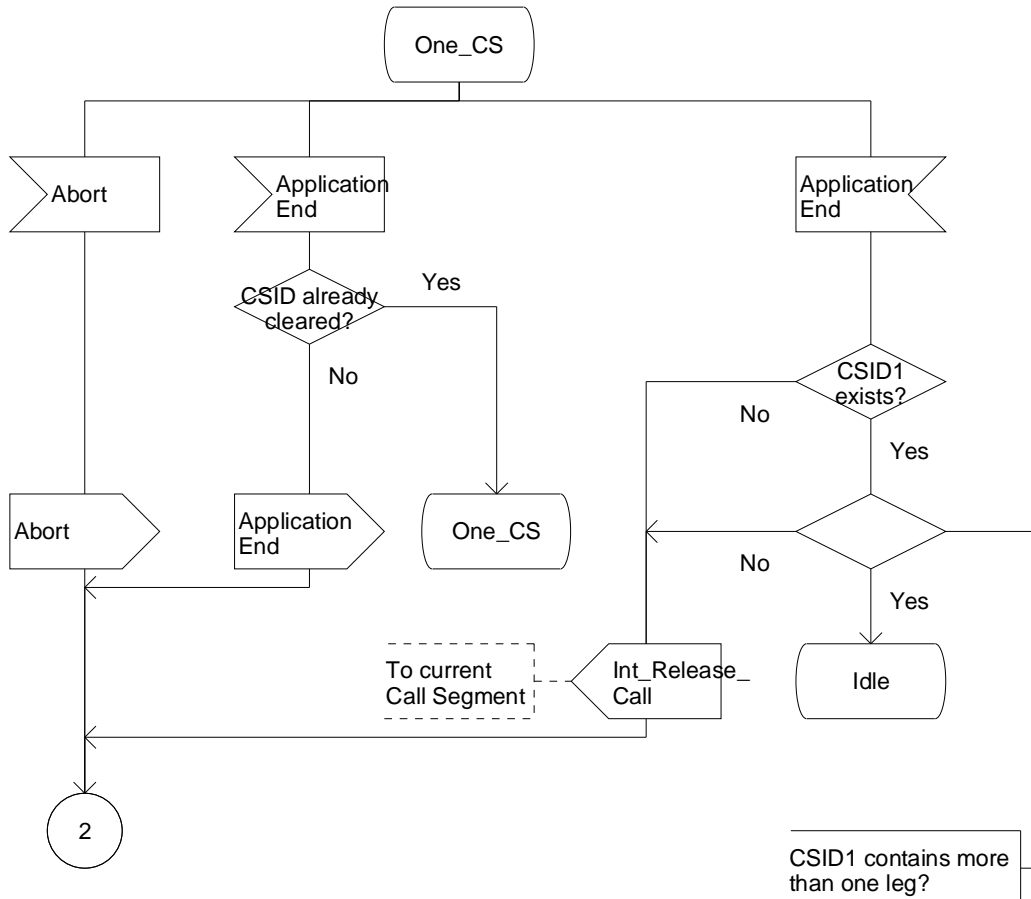 One_CS
Abort
Application
End
Application
End
CSID already
cleared?
Yes
No
CSID1
exists?
No
Yes
Abort
Application
End
One_CS
No
Yes
To current
Call Segment
Int_Release_
Call
Idle
2
CSID1 contains more
than one leg?